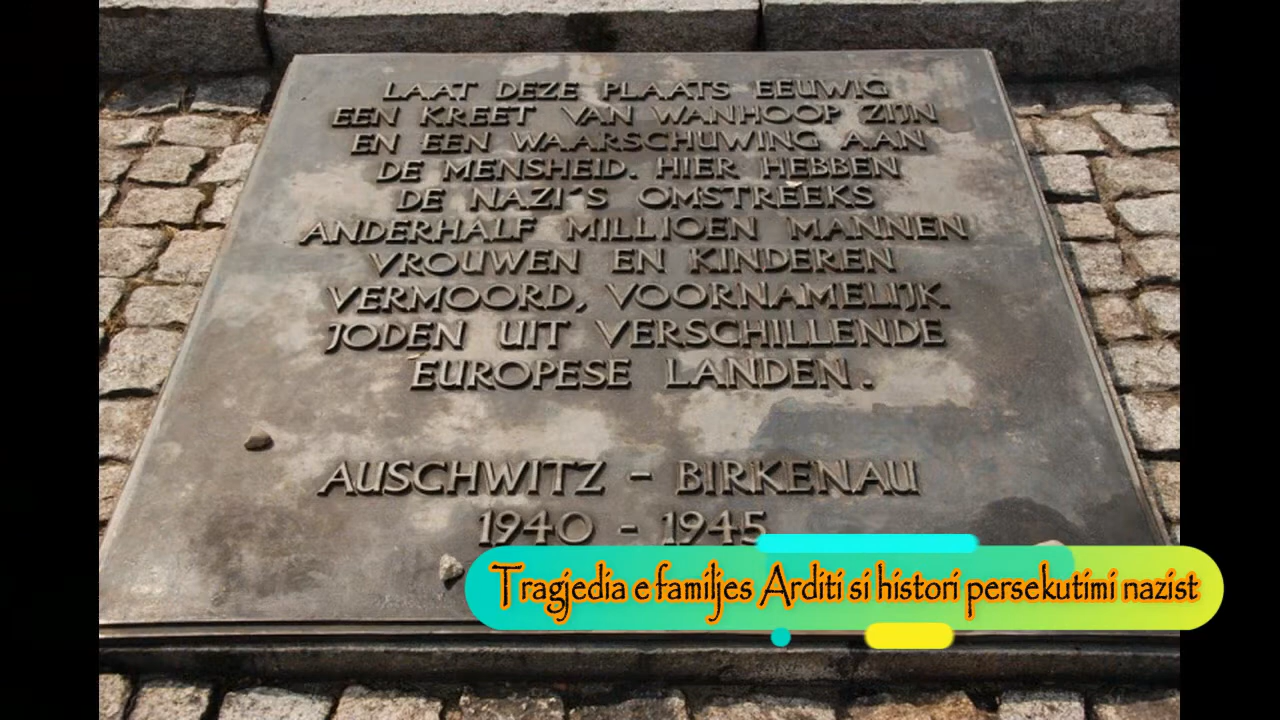 LAAT DEZE PLAATS EEUWIG
EEN KREET VAN WANHOOP ZIJN
EN EEN WAARSCHUWING AAN
DE MENSHEID. HIER HEBBEN
DE NAZI´S OMSTREEKS
ANDERHALF MILLIOEN MANNEN
VROUWEN EN KINDEREN
VERMOORD, VOORNAMELIJK
JODEN UIT VERSCHILLENDE
EUROPESE LANDEN.
AUSCHWITZ - BIRKENAU
1940 - 1945
Tragjedia e familjes Arditi si histori persekutimi nazist